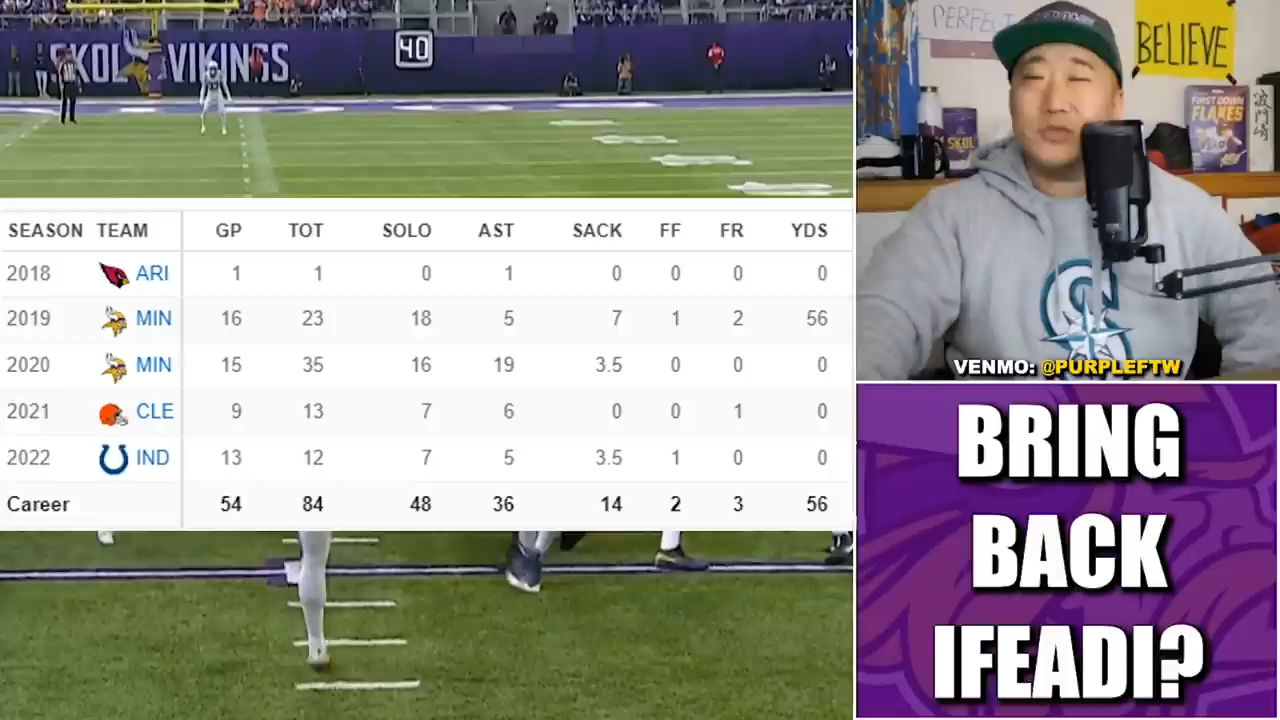 SKOL VIKINGS
40
PERFECT
BELIEVE
FIRST DOWN
FLAKES
SKOL
SEASON TEAM GP TOT SOLO AST SACK FF FR YDS
2018 ARI 1 1 0 1 0 0 0 0
2019 MIN 16 23 18 5 7 1 2 56
2020 MIN 15 35 16 19 3.5 0 0 0
2021 CLE 9 13 7 6 0 0 1 0
2022 IND 13 12 7 5 3.5 1 0 0
Career 54 84 48 36 14 2 3 56
VENMO: @PURPLEFTW
BRING
BACK
IFEADI?